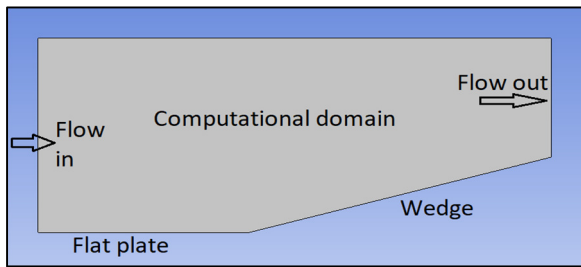 Flow out
Computational domain
Flow
in
Wedge
Flat plate